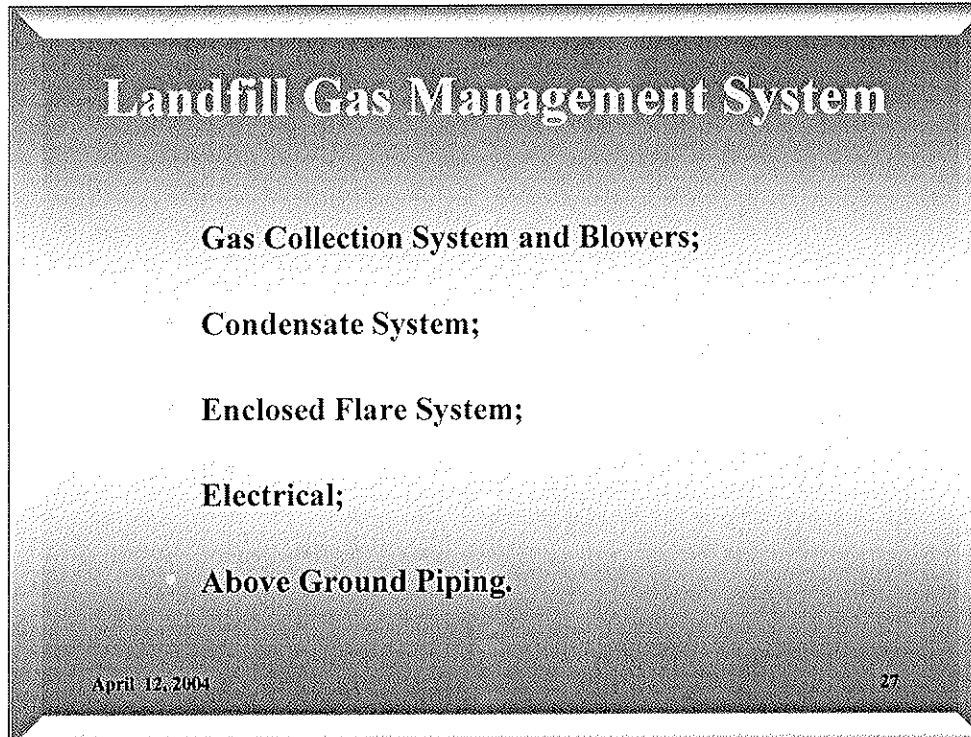 Landfill Gas Management System
Gas Collection System and Blowers;
Condensate System;
Enclosed Flare System;
Electrical;
Above Ground Piping.
April 12, 2004
27